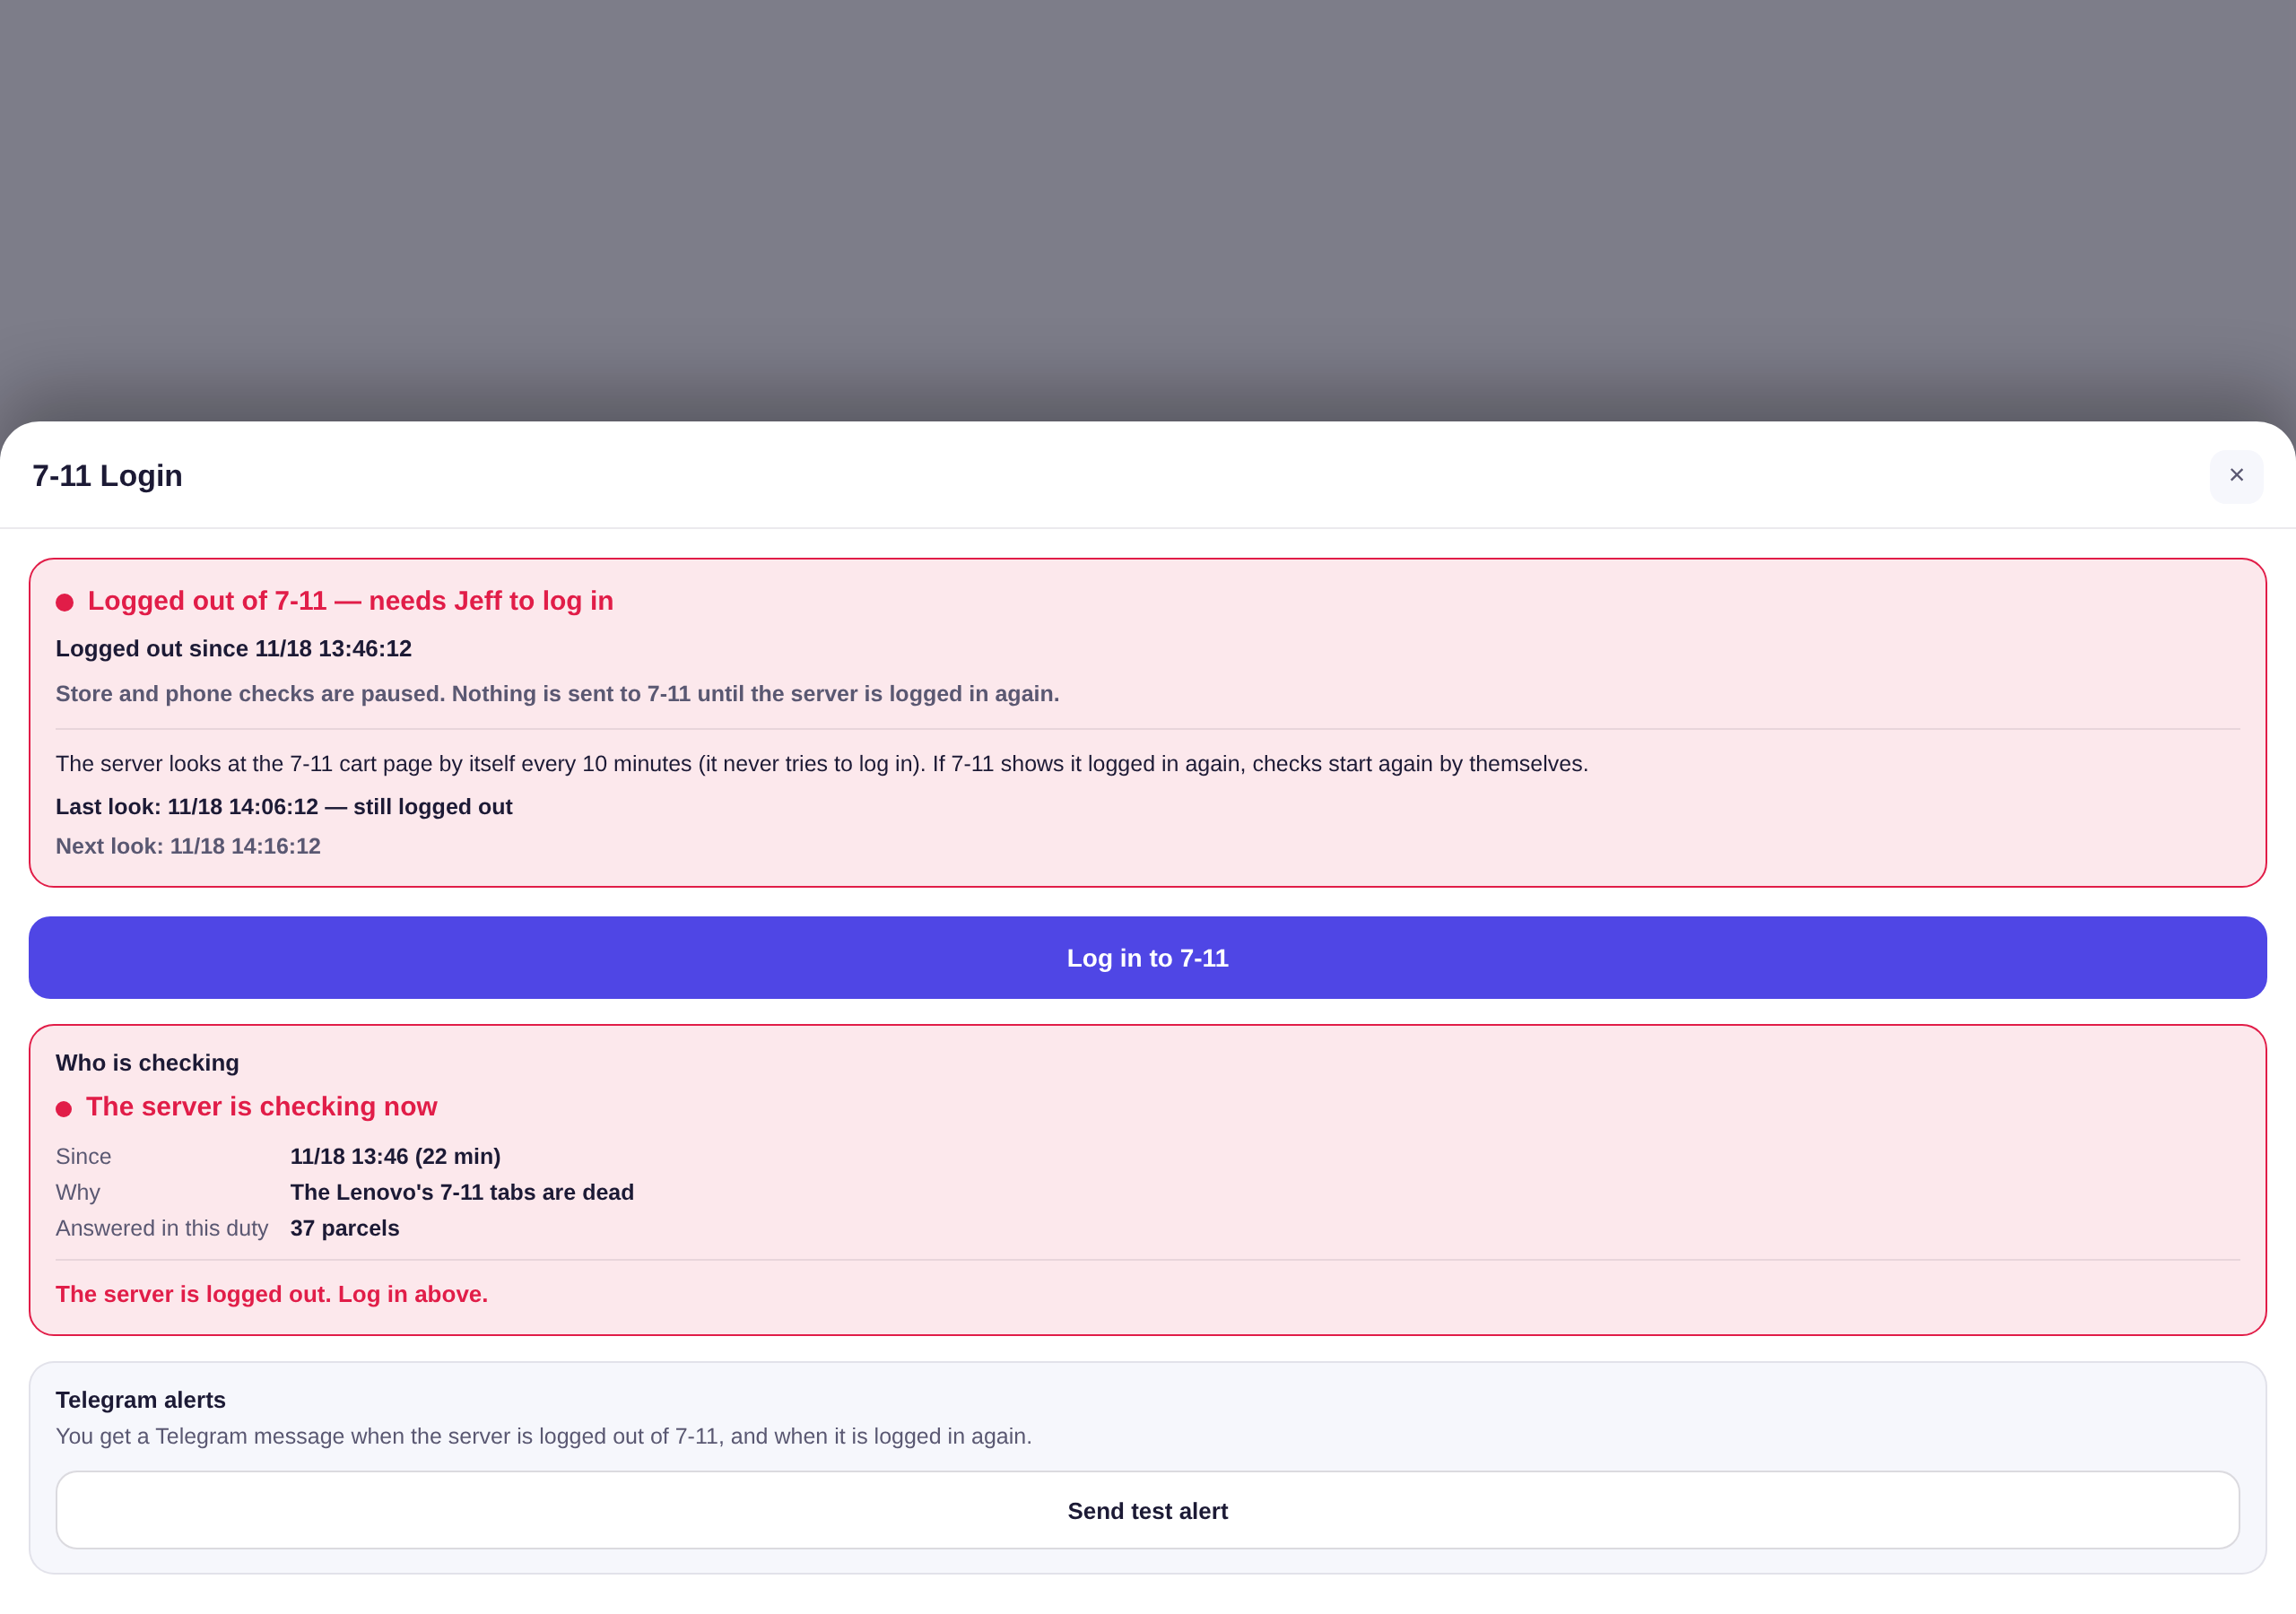 7-11 Login
×
Logged out of 7-11 — needs Jeff to log in
Logged out since 11/18 13:46:12
Store and phone checks are paused. Nothing is sent to 7-11 until the server is logged in again.
The server looks at the 7-11 cart page by itself every 10 minutes (it never tries to log in). If 7-11 shows it logged in again, checks start again by themselves.
Last look: 11/18 14:06:12 — still logged out
Next look: 11/18 14:16:12
Log in to 7-11
Who is checking
The server is checking now
Since 11/18 13:46 (22 min)
Why The Lenovo's 7-11 tabs are dead
Answered in this duty 37 parcels
The server is logged out. Log in above.
Telegram alerts
You get a Telegram message when the server is logged out of 7-11, and when it is logged in again.
Send test alert